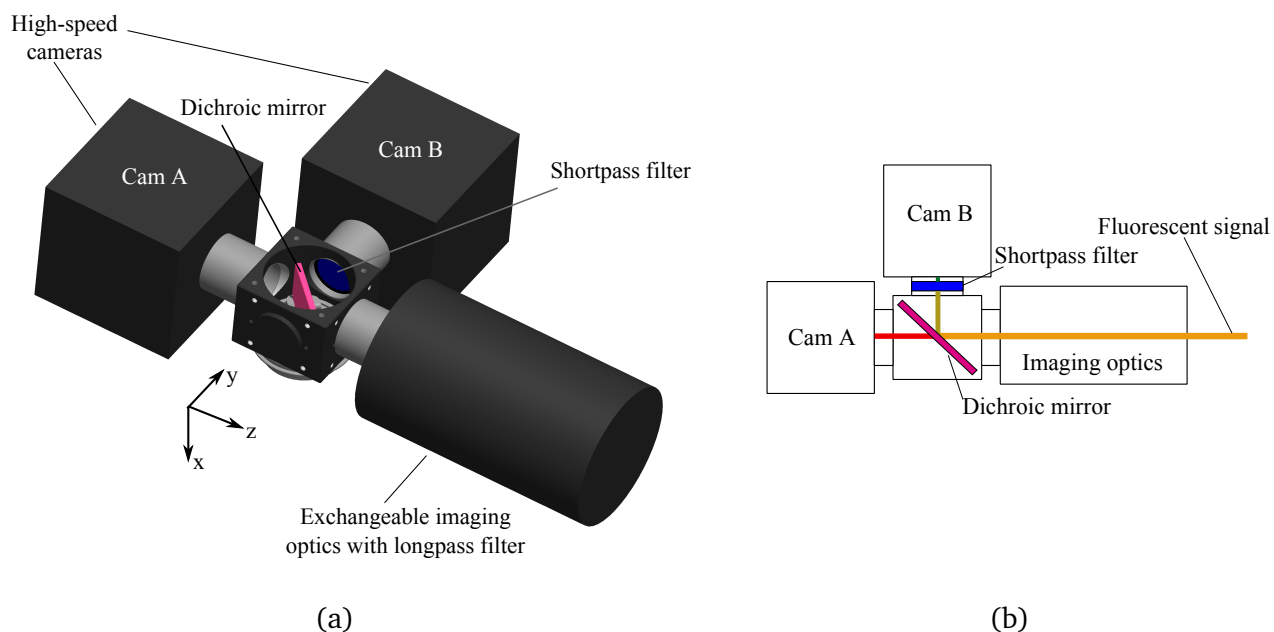 High-speed
cameras
Dichroic mirror
Cam A
Cam B
Shortpass filter
y
z
x
Exchangeable imaging
optics with longpass filter
(a)
Cam B
Fluorescent signal
Shortpass filter
Cam A
Imaging optics
Dichroic mirror
(b)